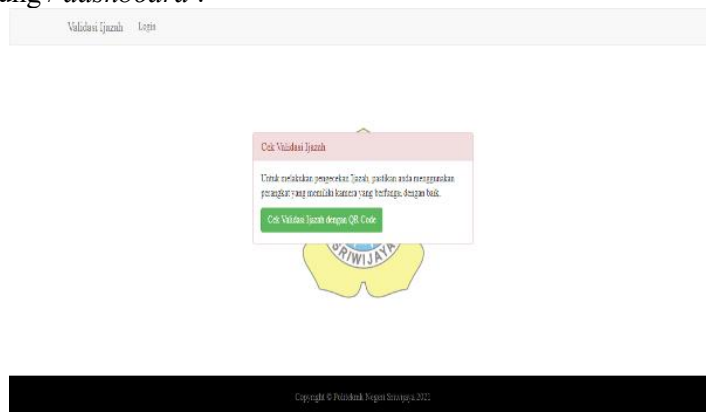 dashboard .
Validasi Ijazah Login
Cek Validasi Ijazah
Untuk melakukan pengecekan Ijazah, pastikan anda menggunakan
perangkat yang memiliki kamera yang berfungsi dengan baik.
Cek Validasi Ijazah dengan QR Code
SRIWIJAYA
Copyright © Politeknik Negeri Sriwijaya